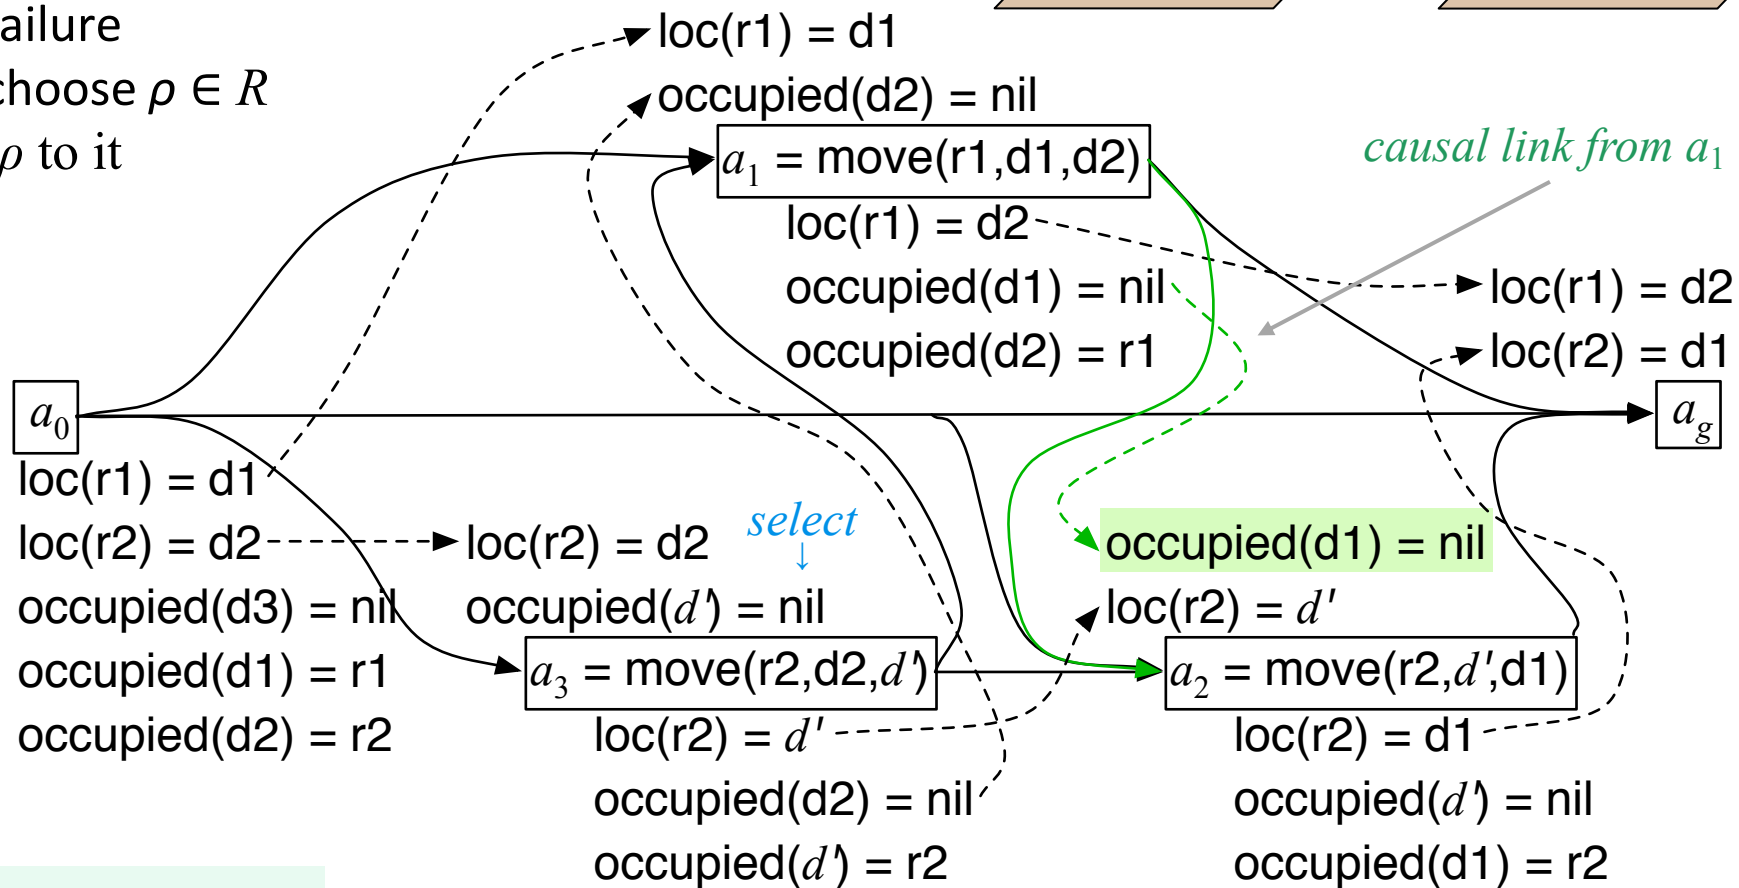 ailure
choose ρ ∈ R
ρ to it
loc(r1) = d1
occupied(d2) = nil
a1 = move(r1,d1,d2)
loc(r1) = d2
occupied(d1) = nil
occupied(d2) = r1
causal link from a1
loc(r1) = d2
loc(r2) = d1
ag
a0
loc(r1) = d1
loc(r2) = d2
occupied(d3) = nil
occupied(d1) = r1
occupied(d2) = r2
select
↓
loc(r2) = d2
occupied(d') = nil
a3 = move(r2,d2,d')
loc(r2) = d'
occupied(d2) = nil
occupied(d') = r2
occupied(d1) = nil
loc(r2) = d'
a2 = move(r2,d',d1)
loc(r2) = d1
occupied(d') = nil
occupied(d1) = r2